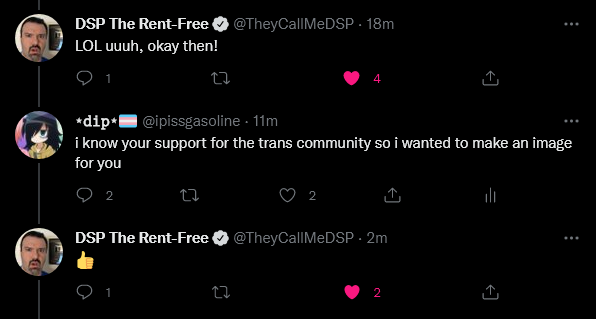 DSP The Rent-Free @TheyCallMeDSP · 18m
LOL uuuh, okay then!
1 4
*dip*🏳️‍⚧️ @ipissgasoline · 11m
i know your support for the trans community so i wanted to make an image
for you
2 2
DSP The Rent-Free @TheyCallMeDSP · 2m
👍
1 2